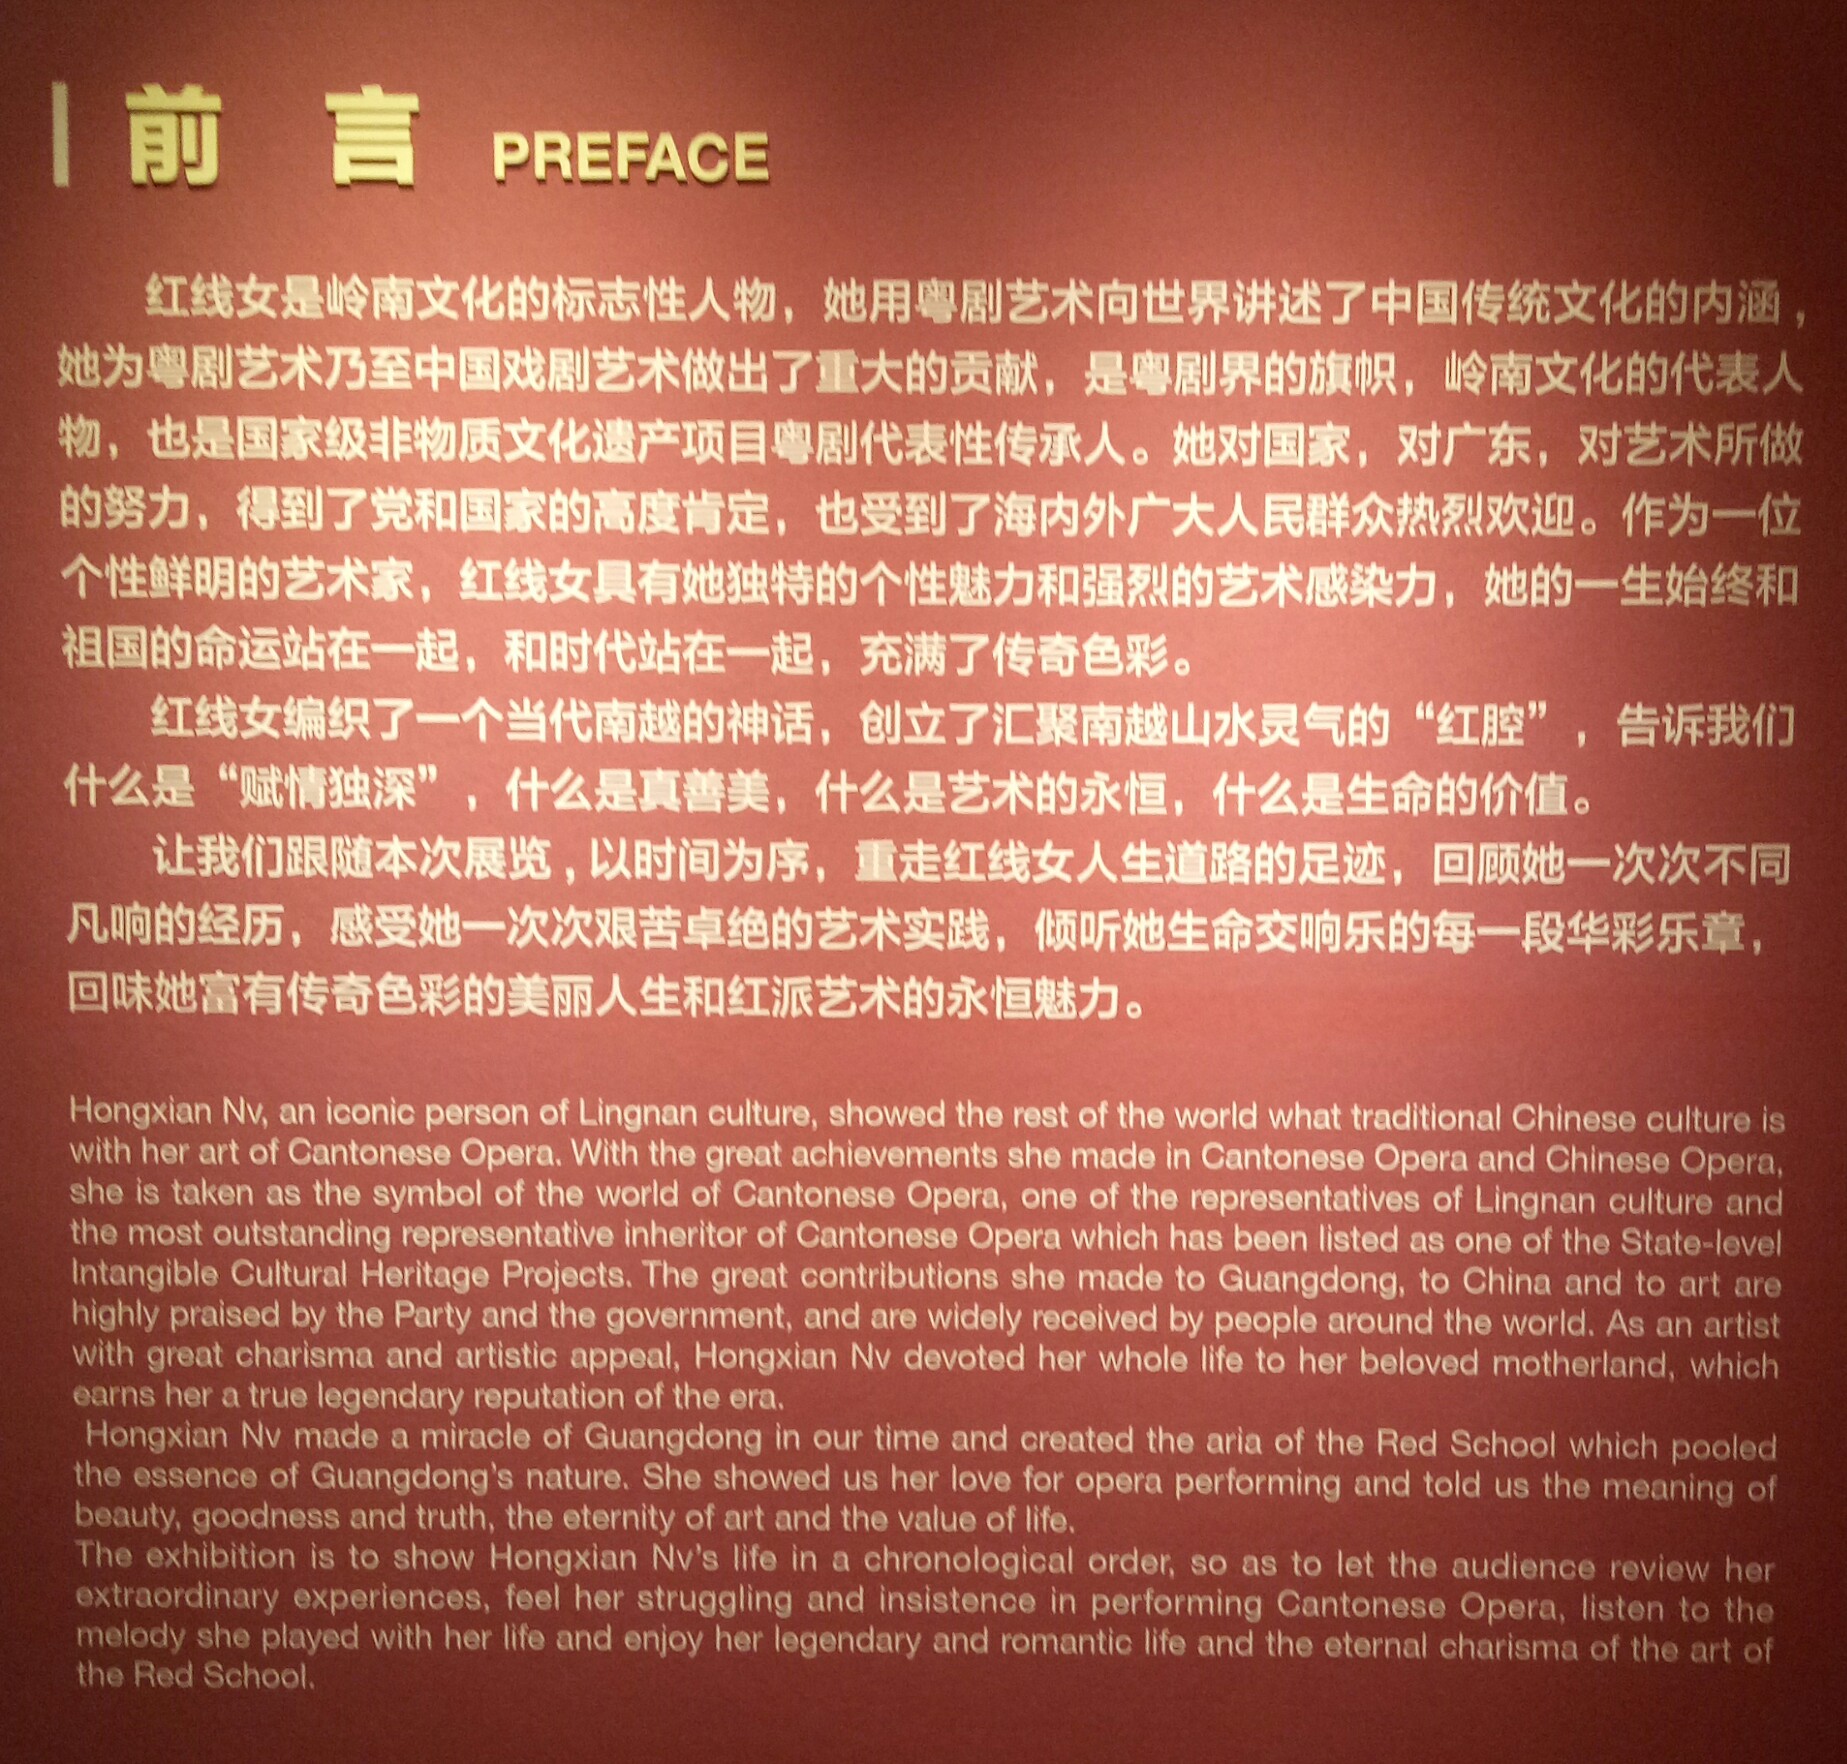 前 言 PREFACE
红线女是岭南文化的标志性人物，她用粤剧艺术向世界讲述了中国传统文化的内涵，
她为粤剧艺术乃至中国戏剧艺术做出了重大的贡献，是粤剧界的旗帜，岭南文化的代表人
物，也是国家级非物质文化遗产项目粤剧代表性传承人。她对国家，对广东，对艺术所做
的努力，得到了党和国家的高度肯定，也受到了海内外广大人民群众热烈欢迎。作为一位
个性鲜明的艺术家，红线女具有她独特的个性魅力和强烈的艺术感染力，她的一生始终和
祖国的命运站在一起，和时代站在一起，充满了传奇色彩。
红线女编织了一个当代南越的神话，创立了汇聚南越山水灵气的“红腔”，告诉我们
什么是“赋情独深”，什么是真善美，什么是艺术的永恒，什么是生命的价值。
让我们跟随本次展览,以时间为序，重走红线女人生道路的足迹，回顾她一次次不同
凡响的经历，感受她一次次艰苦卓绝的艺术实践，倾听她生命交响乐的每一段华彩乐章，
回味她富有传奇色彩的美丽人生和红派艺术的永恒魅力。
Hongxian Nv, an iconic person of Lingnan culture, showed the rest of the world what traditional Chinese culture is
with her art of Cantonese Opera. With the great achievements she made in Cantonese Opera and Chinese Opera,
she is taken as the symbol of the world of Cantonese Opera, one of the representatives of Lingnan culture and
the most outstanding representative inheritor of Cantonese Opera which has been listed as one of the State-level
Intangible Cultural Heritage Projects. The great contributions she made to Guangdong, to China and to art are
highly praised by the Party and the government, and are widely received by people around the world. As an artist
with great charisma and artistic appeal, Hongxian Nv devoted her whole life to her beloved motherland, which
earns her a true legendary reputation of the era.
Hongxian Nv made a miracle of Guangdong in our time and created the aria of the Red School which pooled
the essence of Guangdong's nature. She showed us her love for opera performing and told us the meaning of
beauty, goodness and truth, the eternity of art and the value of life.
The exhibition is to show Hongxian Nv's life in a chronological order, so as to let the audience review her
extraordinary experiences, feel her struggling and insistence in performing Cantonese Opera, listen to the
melody she played with her life and enjoy her legendary and romantic life and the eternal charisma of the art of
the Red School.